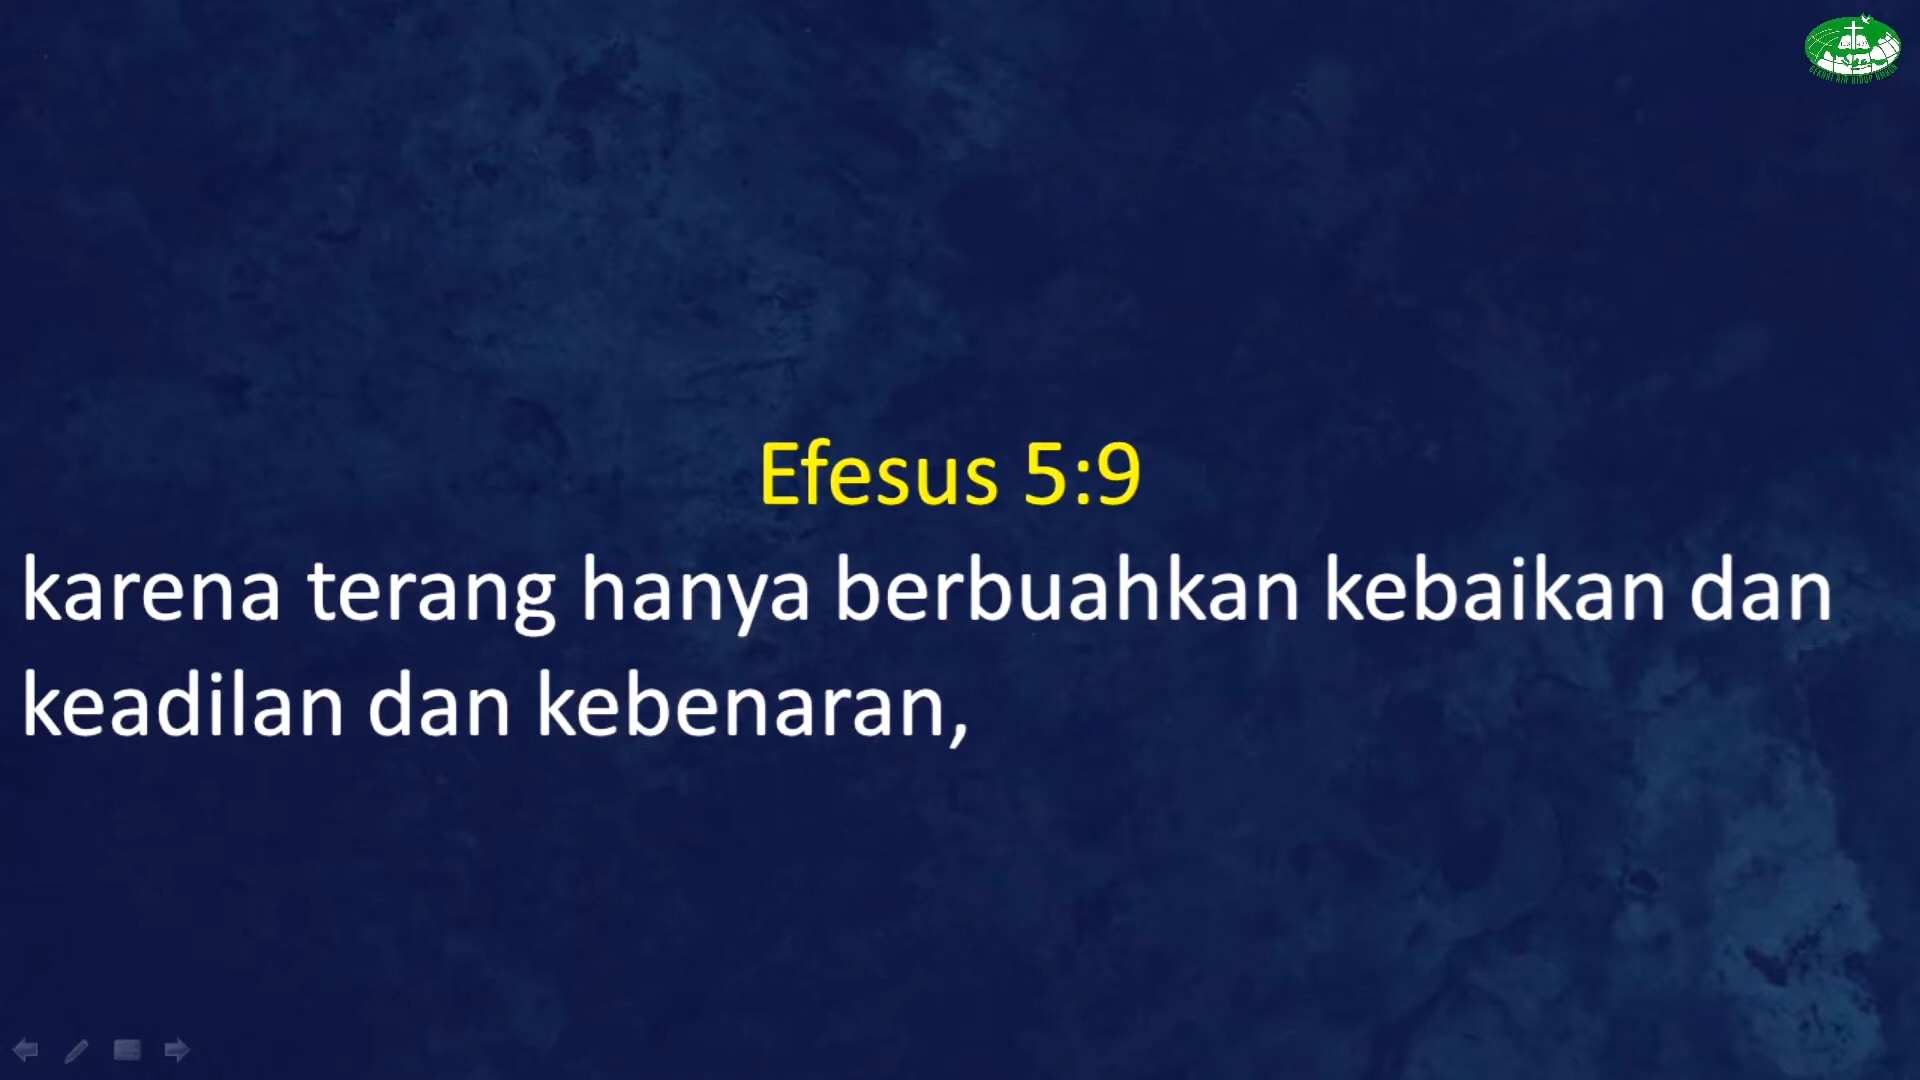 Efesus 5:9
karena terang hanya berbuahkan kebaikan dan
keadilan dan kebenaran,